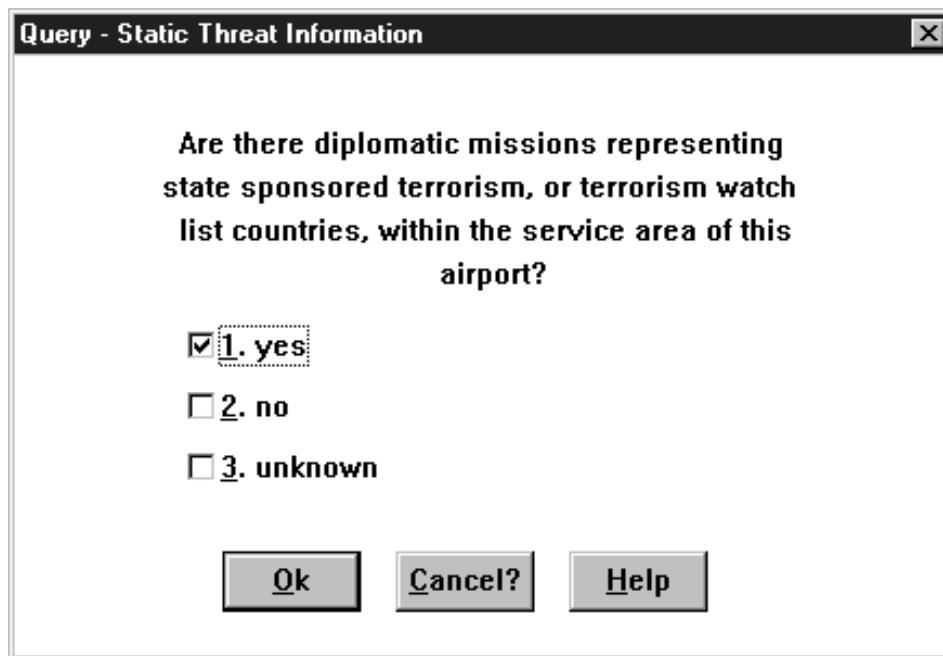 Query - Static Threat Information
Are there diplomatic missions representing
state sponsored terrorism, or terrorism watch
list countries, within the service area of this
airport?
1. yes
2. no
3. unknown
Ok Cancel? Help